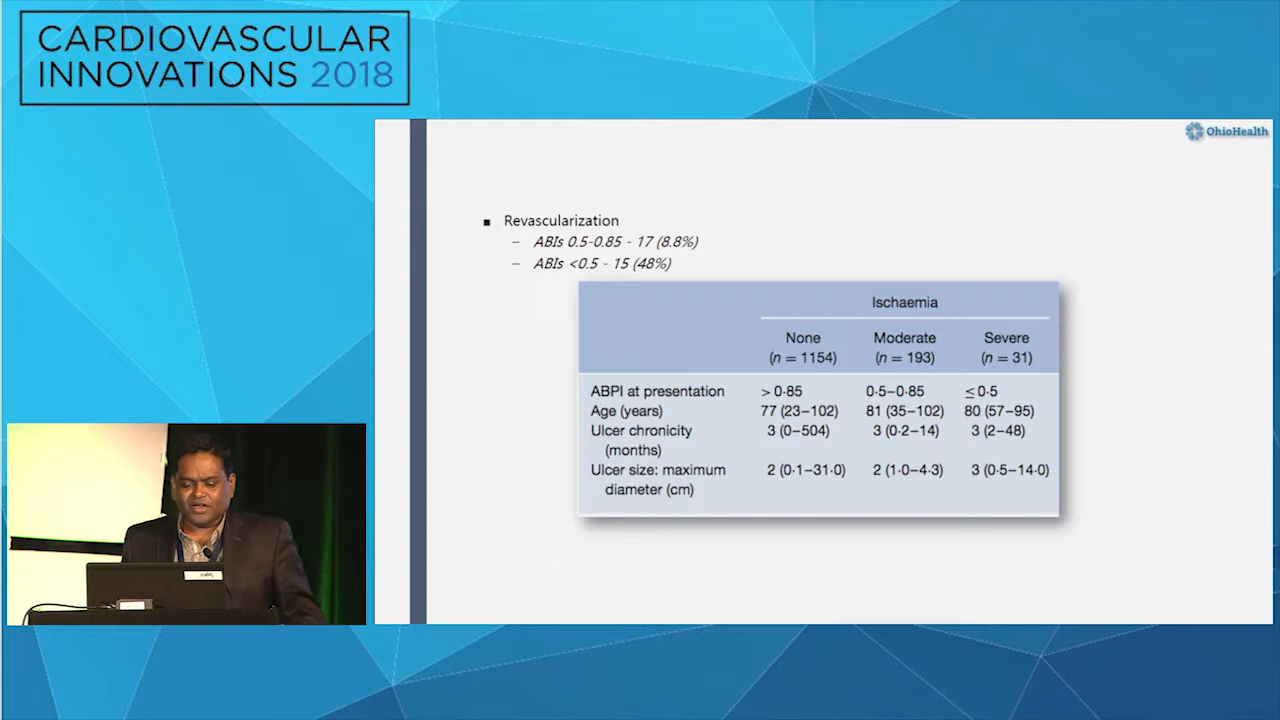 CARDIOVASCULAR
INNOVATIONS 2018
OhioHealth
▪ Revascularization
– ABIs 0.5-0.85 - 17 (8.8%)
– ABIs <0.5 - 15 (48%)
Ischaemia
None Moderate Severe
(n = 1154) (n = 193) (n = 31)
ABPI at presentation > 0·85 0·5–0·85 ≤ 0·5
Age (years) 77 (23–102) 81 (35–102) 80 (57–95)
Ulcer chronicity 3 (0–504) 3 (0·2–14) 3 (2–48)
(months)
Ulcer size: maximum 2 (0·1–31·0) 2 (1·0–4·3) 3 (0·5–14·0)
diameter (cm)